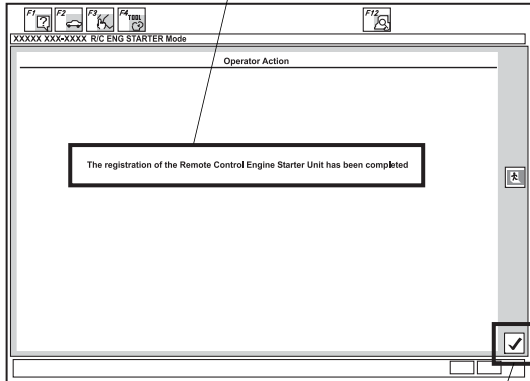 F1 F2 F3 F4 TOOL F12
XXXXX XXX-XXXX R/C ENG STARTER Mode
Operator Action
The registration of the Remote Control Engine Starter Unit has been completed